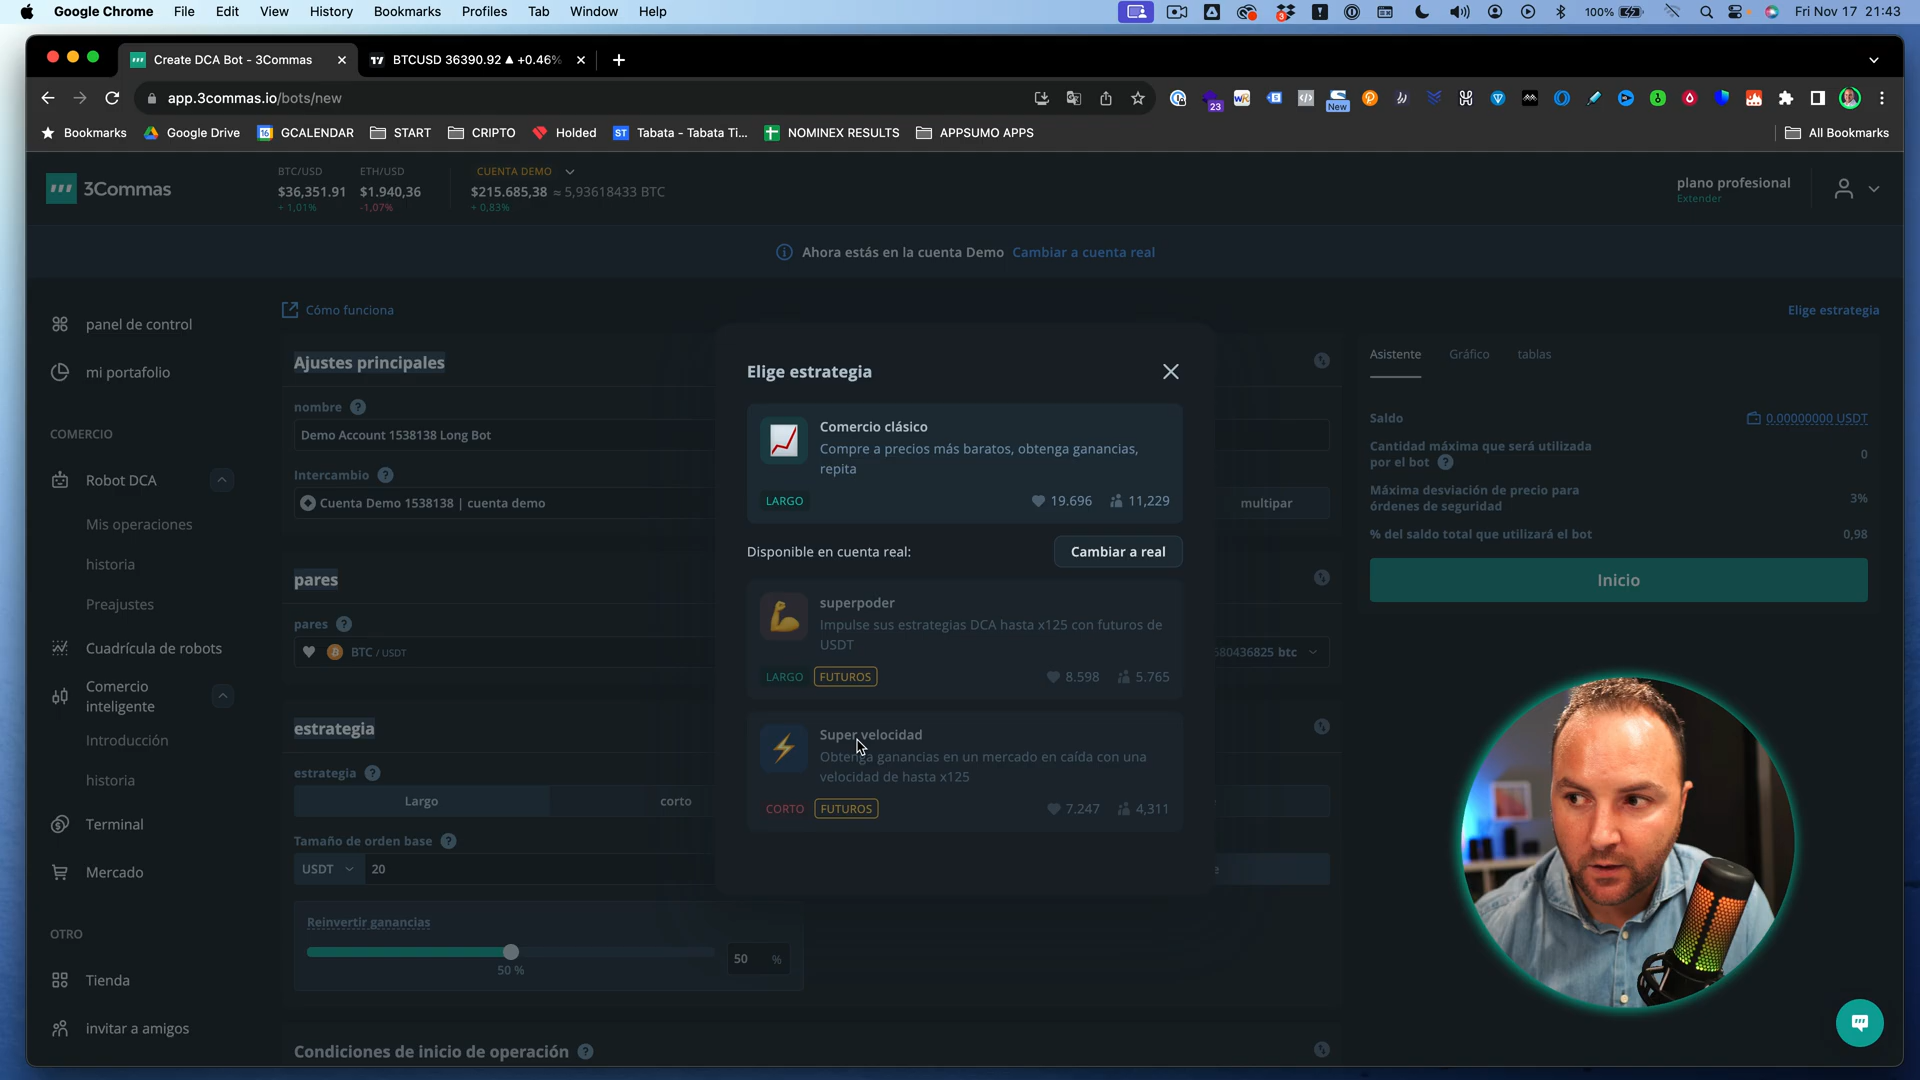 Google Chrome File Edit View History Bookmarks Profiles Tab Window Help 3 100% Fri Nov 17 21:43
Create DCA Bot - 3Commas BTCUSD 36390.92 ▲ +0.46%
app.3commas.io/bots/new 23 New
Bookmarks Google Drive GCALENDAR START CRIPTO Holded Tabata - Tabata Ti... NOMINEX RESULTS APPSUMO APPS All Bookmarks
3Commas
BTC/USD ETH/USD CUENTA DEMO
$36,351.91 $1.940,36 $215.685,38 ≈ 5,93618433 BTC
+ 1,01% -1,07% + 0,83%
plano profesional
Extender
Ahora estás en la cuenta Demo Cambiar a cuenta real
panel de control
mi portafolio
COMERCIO
Robot DCA
Mis operaciones
historia
Preajustes
Cuadrícula de robots
Comercio
inteligente
Introducción
historia
Terminal
Mercado
OTRO
Tienda
invitar a amigos
Cómo funciona
Elige estrategia
Ajustes principales
nombre
Demo Account 1538138 Long Bot
Intercambio
Cuenta Demo 1538138 | cuenta demo
multipar
pares
pares
BTC / USDT
80436825 btc
estrategia
estrategia
Largo corto
Tamaño de orden base
USDT 20
Reinvertir ganancias
50 %
50 %
Condiciones de inicio de operación
Elige estrategia
Comercio clásico
Compre a precios más baratos, obtenga ganancias,
repita
LARGO 19.696 11,229
Disponible en cuenta real: Cambiar a real
superpoder
Impulse sus estrategias DCA hasta x125 con futuros de
USDT
LARGO FUTUROS 8.598 5.765
Super velocidad
Obtenga ganancias en un mercado en caída con una
velocidad de hasta x125
CORTO FUTUROS 7.247 4,311
Asistente Gráfico tablas
Saldo 0.00000000 USDT
Cantidad máxima que será utilizada
por el bot 0
Máxima desviación de precio para
órdenes de seguridad 3%
% del saldo total que utilizará el bot 0,98
Inicio